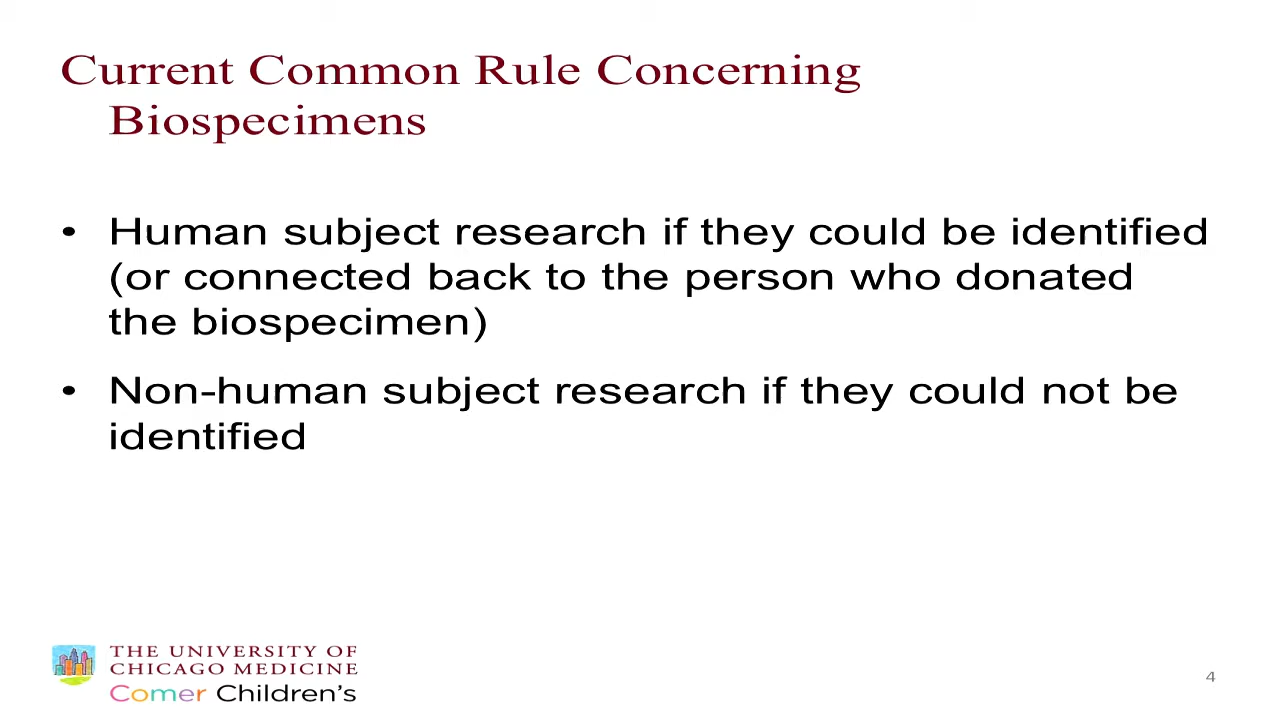 Current Common Rule Concerning
Biospecimens
• Human subject research if they could be identified
(or connected back to the person who donated
the biospecimen)
• Non-human subject research if they could not be
identified
THE UNIVERSITY OF
CHICAGO MEDICINE
Comer Children's
4